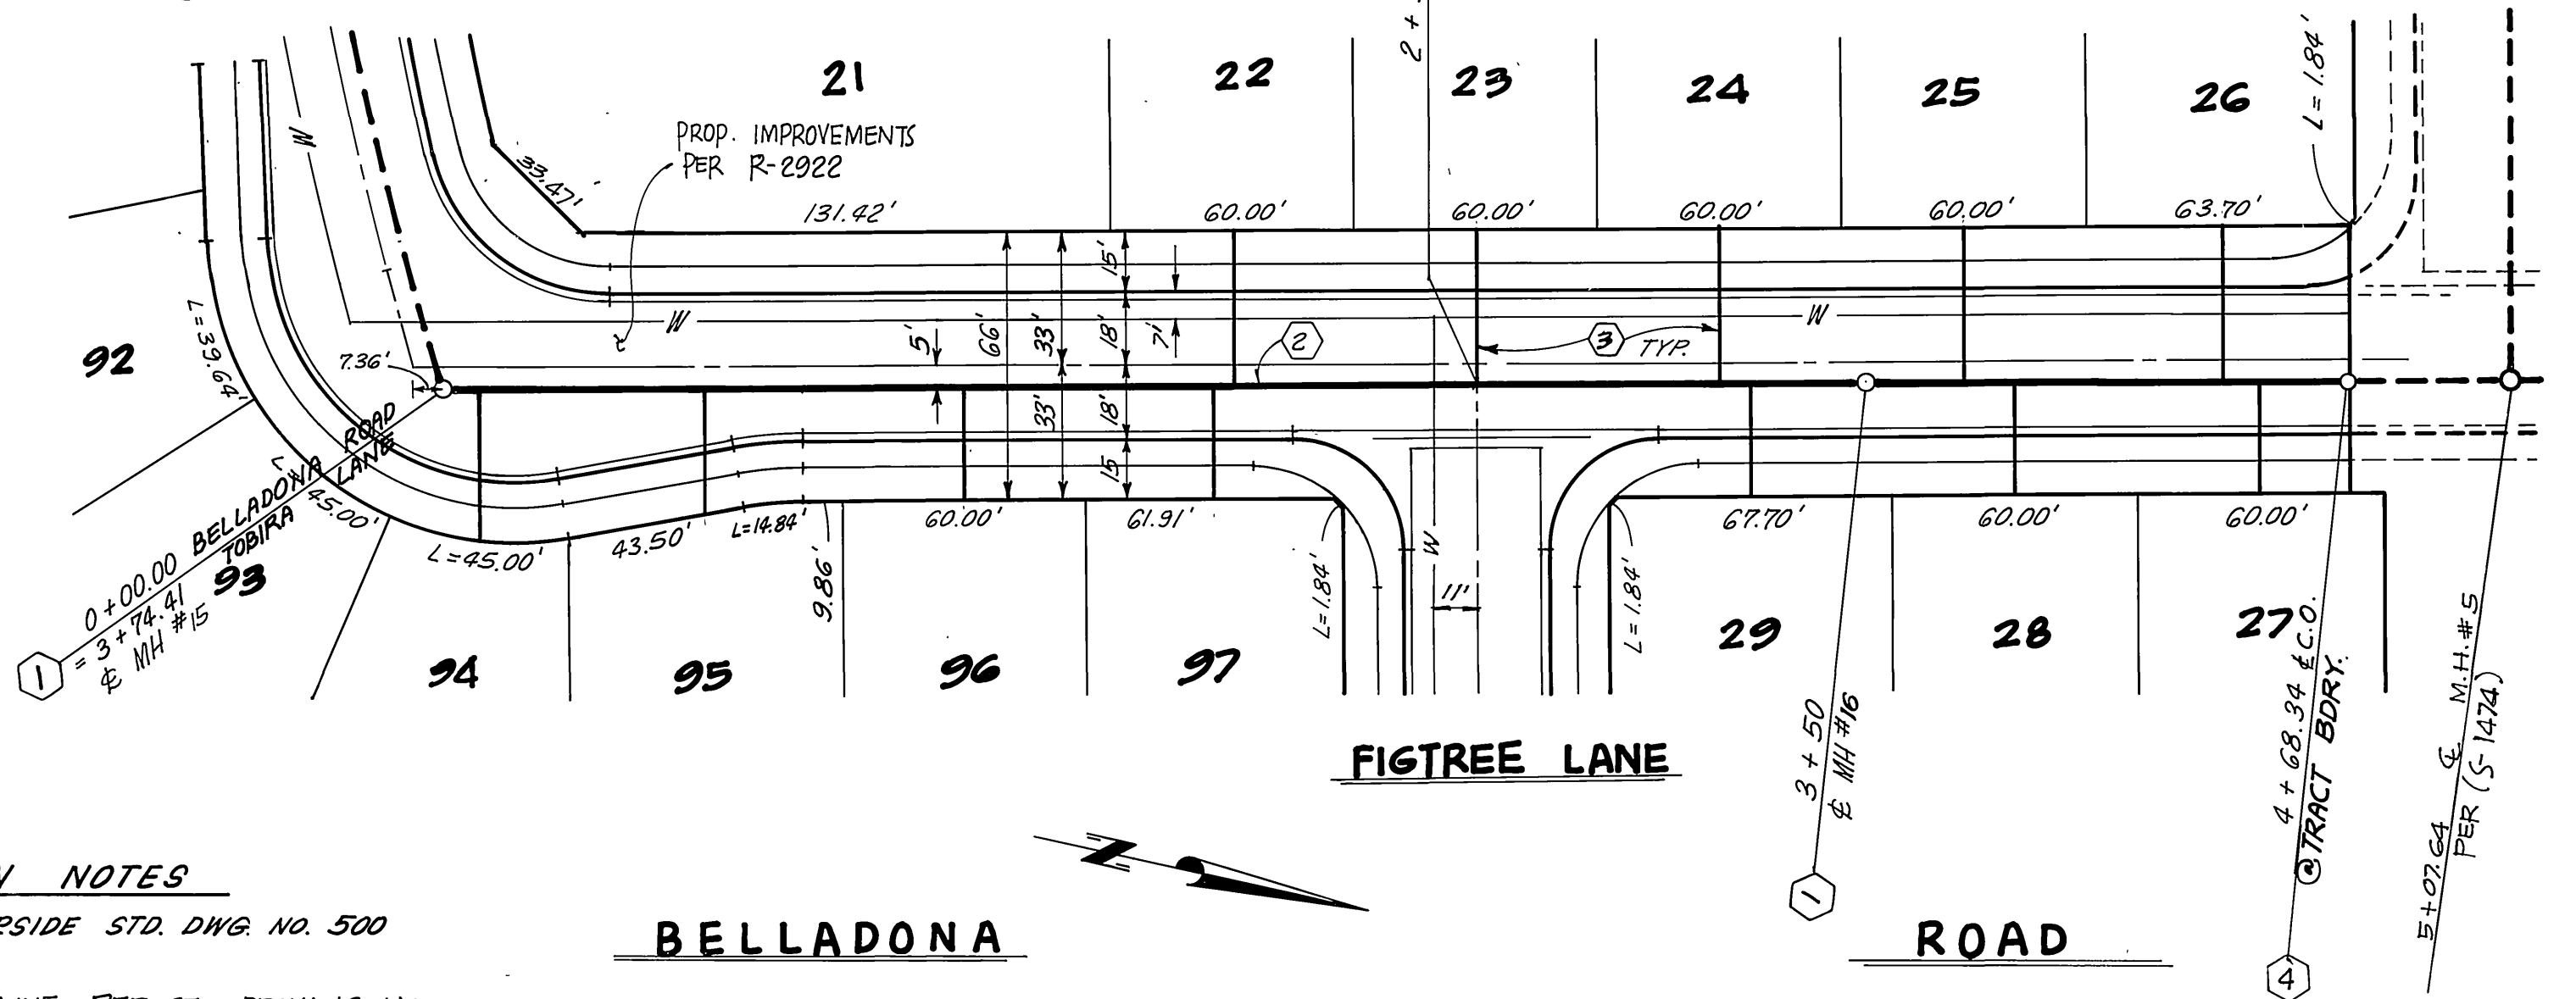 2 +
21
22
23
24
25
26
L = 1.84'
PROP. IMPROVEMENTS
PER R-2922
33.47'
W
131.42'
60.00'
60.00'
60.00'
60.00'
63.70'
15'
W
5'
66'
33'
18'
7'
2
3 TYP.
W
92
L = 39.64'
7.36'
33'
18'
15
L
45.00'
L=45.00'
43.50'
L=14.84'
9.86'
60.00'
61.91'
67.70'
60.00'
60.00'
0+00.00 BELLADONA ROAD
= 3+74.41 TOBIRA LANE
℄ MH #15
1
93
94
95
96
97
L=1.84'
W
11'
L=1.84'
29
28
27
FIGTREE LANE
3 + 50
℄ MH #16
1
4 + 68.34 ℄ C.O.
@ TRACT BDRY.
4
5+07.64 ℄ M.H.#5
PER (S-1474)
NOTES
RSIDE STD. DWG. NO. 500
BELLADONA ROAD